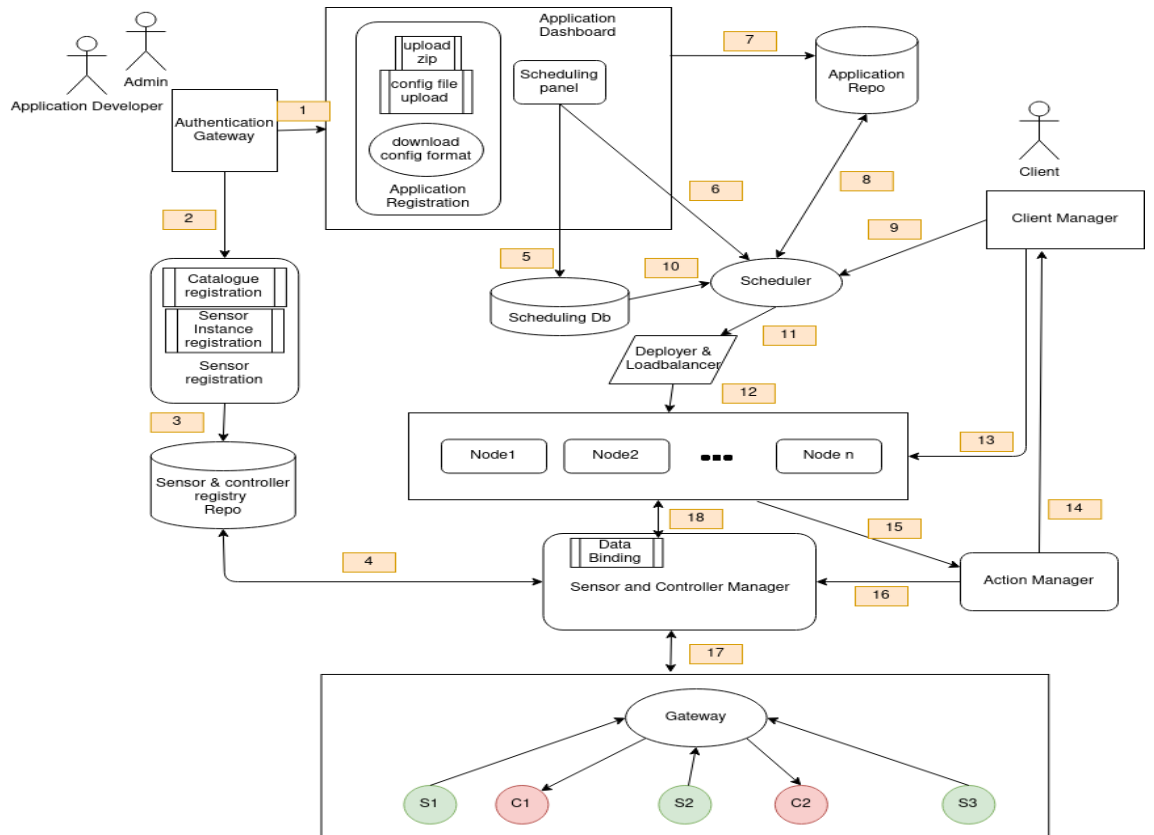 Application
Dashboard
upload
zip
config file
upload
download
config format
Application
Registration
Scheduling
panel
7
Application
Repo
Admin
Application Developer
Authentication
Gateway
1
Client
2
6
8
9
Client Manager
5
10
Scheduler
Catalogue
registration
Sensor
Instance
registration
Sensor
registration
Scheduling Db
11
Deployer &
Loadbalancer
12
3
Node1
Node2
Node n
13
Sensor & controller
registry
Repo
18
15
14
4
Data
Binding
Sensor and Controller Manager
16
Action Manager
17
Gateway
S1
C1
S2
C2
S3